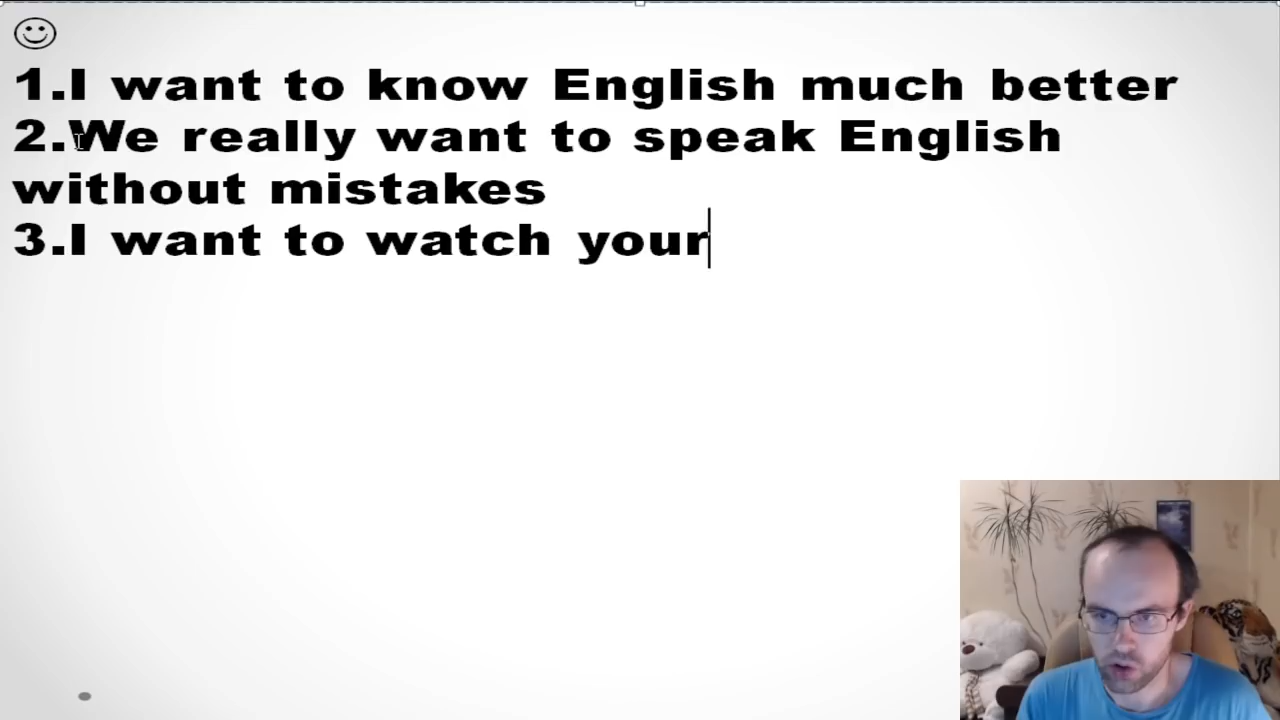 1.I want to know English much better
2.We really want to speak English
without mistakes
3.I want to watch your